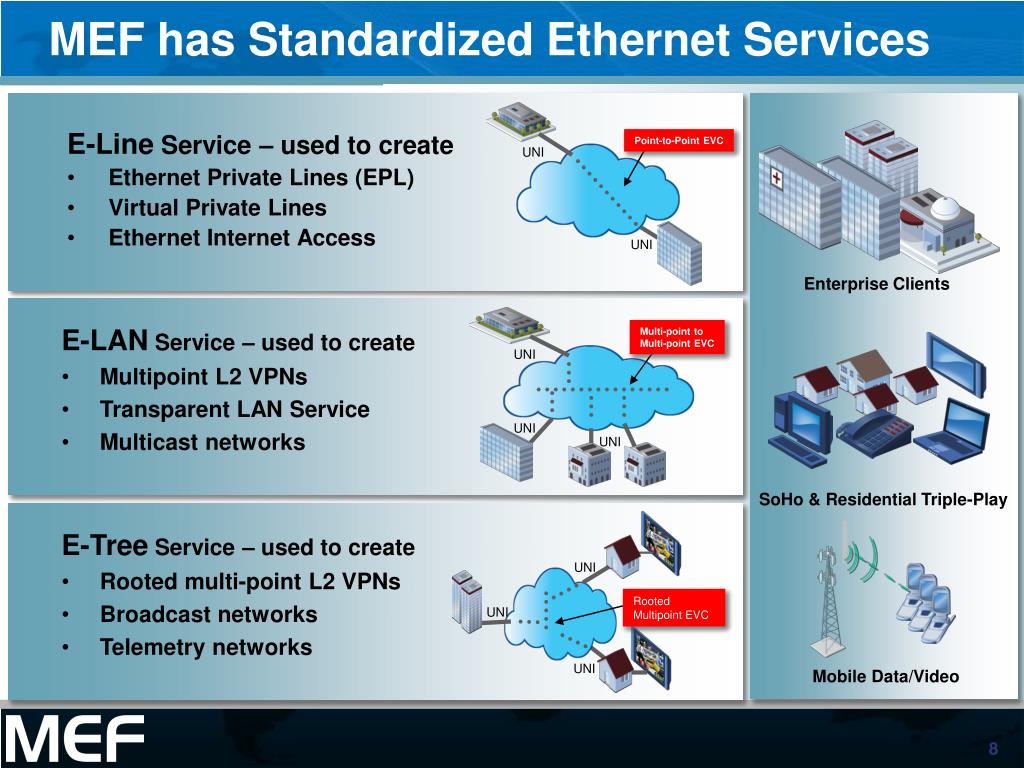 MEF has Standardized Ethernet Services
E-Line Service – used to create
• Ethernet Private Lines (EPL)
• Virtual Private Lines
• Ethernet Internet Access
UNI
Point-to-Point EVC
UNI
E-LAN Service – used to create
• Multipoint L2 VPNs
• Transparent LAN Service
• Multicast networks
UNI
Multi-point to
Multi-point EVC
UNI
UNI
E-Tree Service – used to create
• Rooted multi-point L2 VPNs
• Broadcast networks
• Telemetry networks
UNI
UNI
Rooted
Multipoint EVC
UNI
Enterprise Clients
SoHo & Residential Triple-Play
Mobile Data/Video
MEF
8